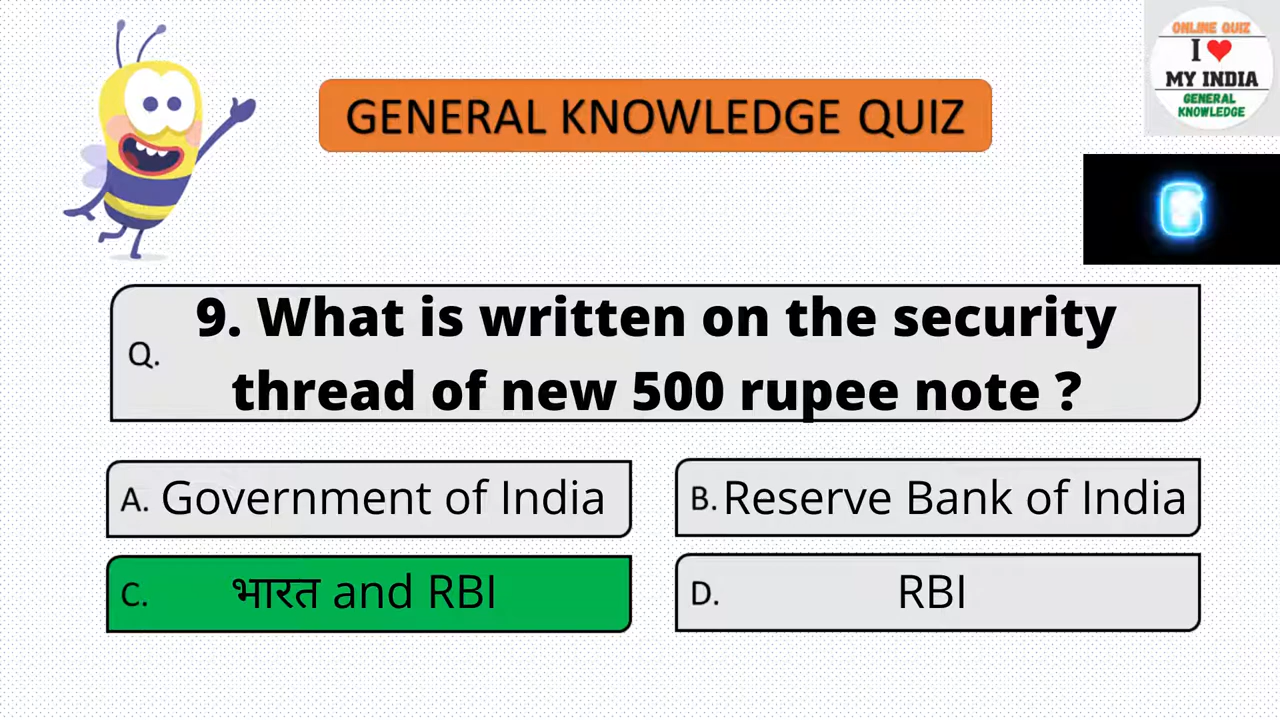 ONLINE QUIZ
I ❤
MY INDIA
GENERAL
KNOWLEDGE
GENERAL KNOWLEDGE QUIZ
Q. 9. What is written on the security
thread of new 500 rupee note ?
A. Government of India
B. Reserve Bank of India
C. भारत and RBI
D. RBI